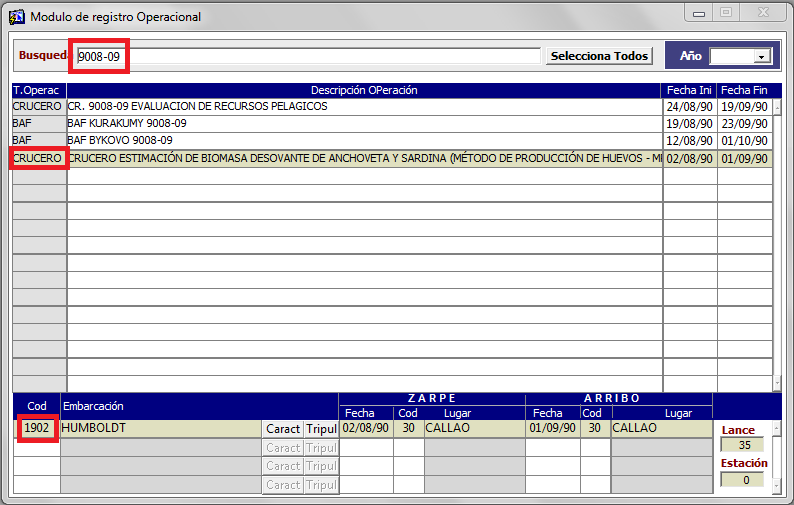 Modulo de registro Operacional
Busqueda 9008-09 Selecciona Todos Año
T.Operac Descripción OPeración Fecha Ini Fecha Fin
CRUCERO CR. 9008-09 EVALUACION DE RECURSOS PELAGICOS 24/08/90 19/09/90
BAF BAF KURAKUMY 9008-09 19/08/90 23/09/90
BAF BAF BYKOVO 9008-09 12/08/90 01/10/90
CRUCERO CRUCERO ESTIMACIÓN DE BIOMASA DESOVANTE DE ANCHOVETA Y SARDINA (MÉTODO DE PRODUCCIÓN DE HUEVOS - M 02/08/90 01/09/90
ZARPE ARRIBO
Cod Embarcación Fecha Cod Lugar Fecha Cod Lugar
1902 HUMBOLDT Caract Tripul 02/08/90 30 CALLAO 01/09/90 30 CALLAO
Lance
35
Caract Tripul
Estación
Caract Tripul
0
Caract Tripul